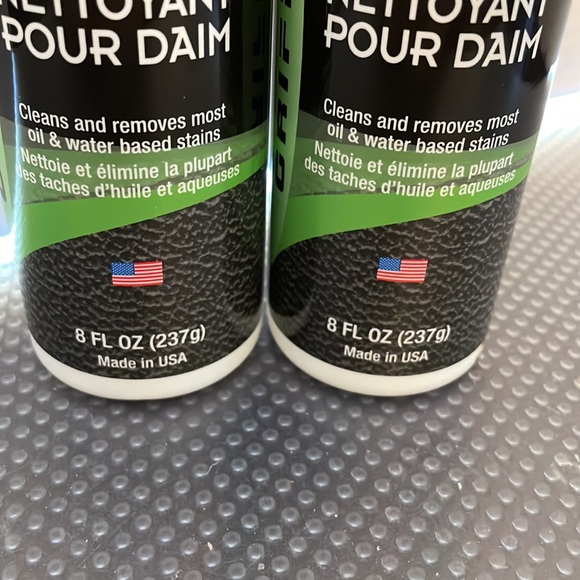 NETTOYANT
POUR DAIM
Cleans and removes most
oil & water based stains
Nettoie et élimine la plupart
des taches d'huile et aqueuses
8 FL OZ (237g)
Made in USA
NETTOYANT
POUR DAIM
Cleans and removes most
oil & water based stains
Nettoie et élimine la plupart
des taches d'huile et aqueuses
8 FL OZ (237g)
Made in USA